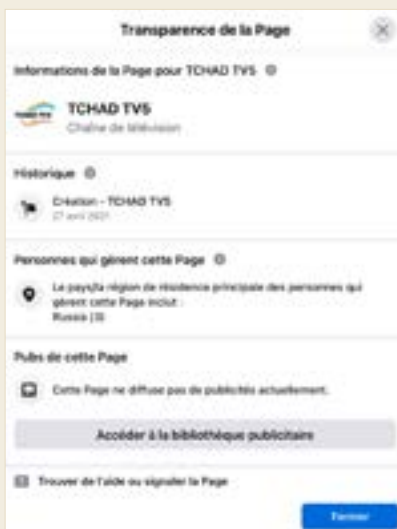 Transparence de la Page
Informations de la Page pour TCHAD TV5
TCHAD TV5
Chaîne de télévision
Historique
Création - TCHAD TV5
27 avril 2021
Personnes qui gèrent cette Page
Le pays/la région de résidence principale des personnes qui
gèrent cette Page inclut :
Russia (3)
Pubs de cette Page
Cette Page ne diffuse pas de publicités actuellement.
Accéder à la bibliothèque publicitaire
Trouver de l'aide ou signaler la Page
Fermer